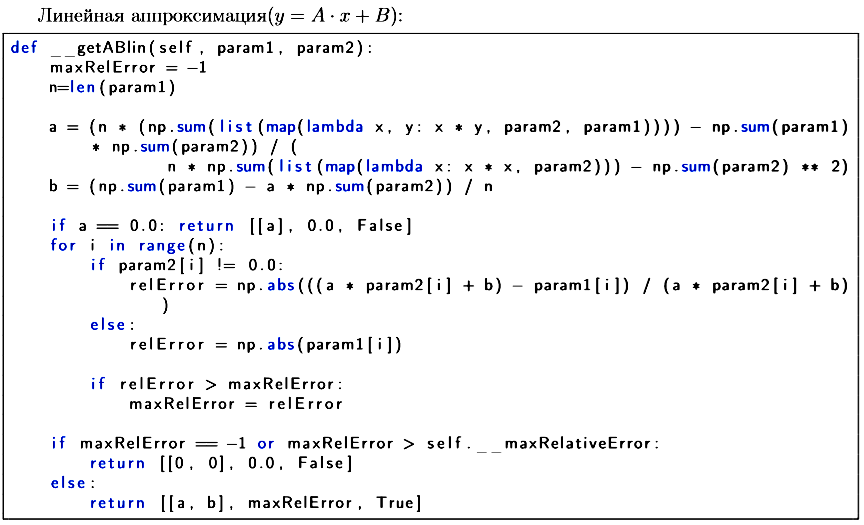 Линейная аппроксимация(y = A · x + B):
def __getABlin(self, param1, param2):
maxRelError = −1
n=len(param1)
a = (n * (np.sum(list(map(lambda x, y: x * y, param2, param1)))) − np.sum(param1)
* np.sum(param2)) / (
n * np.sum(list(map(lambda x: x * x, param2))) − np.sum(param2) ** 2)
b = (np.sum(param1) − a * np.sum(param2)) / n
if a == 0.0: return [[a], 0.0, False]
for i in range(n):
if param2[i] != 0.0:
relError = np.abs(((a * param2[i] + b) − param1[i]) / (a * param2[i] + b)
)
else:
relError = np.abs(param1[i])
if relError > maxRelError:
maxRelError = relError
if maxRelError == −1 or maxRelError > self.__maxRelativeError:
return [[0, 0], 0.0, False]
else:
return [[a, b], maxRelError, True]